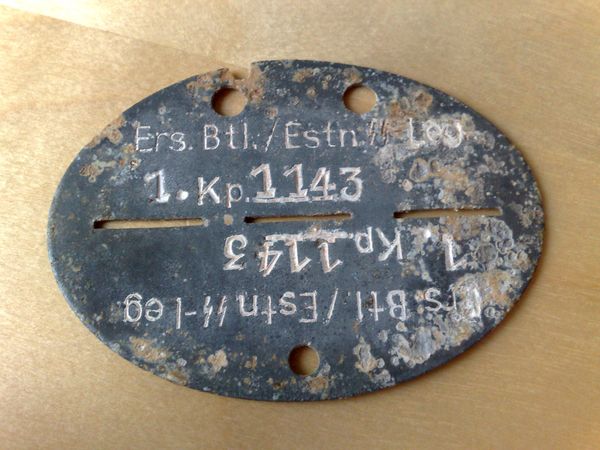 Ers. Btl./Estn.ᛋᛋ-Leg
1. Kp. 1143
1. Kp. 1143
Ers. Btl/Estn ᛋᛋ-Leg